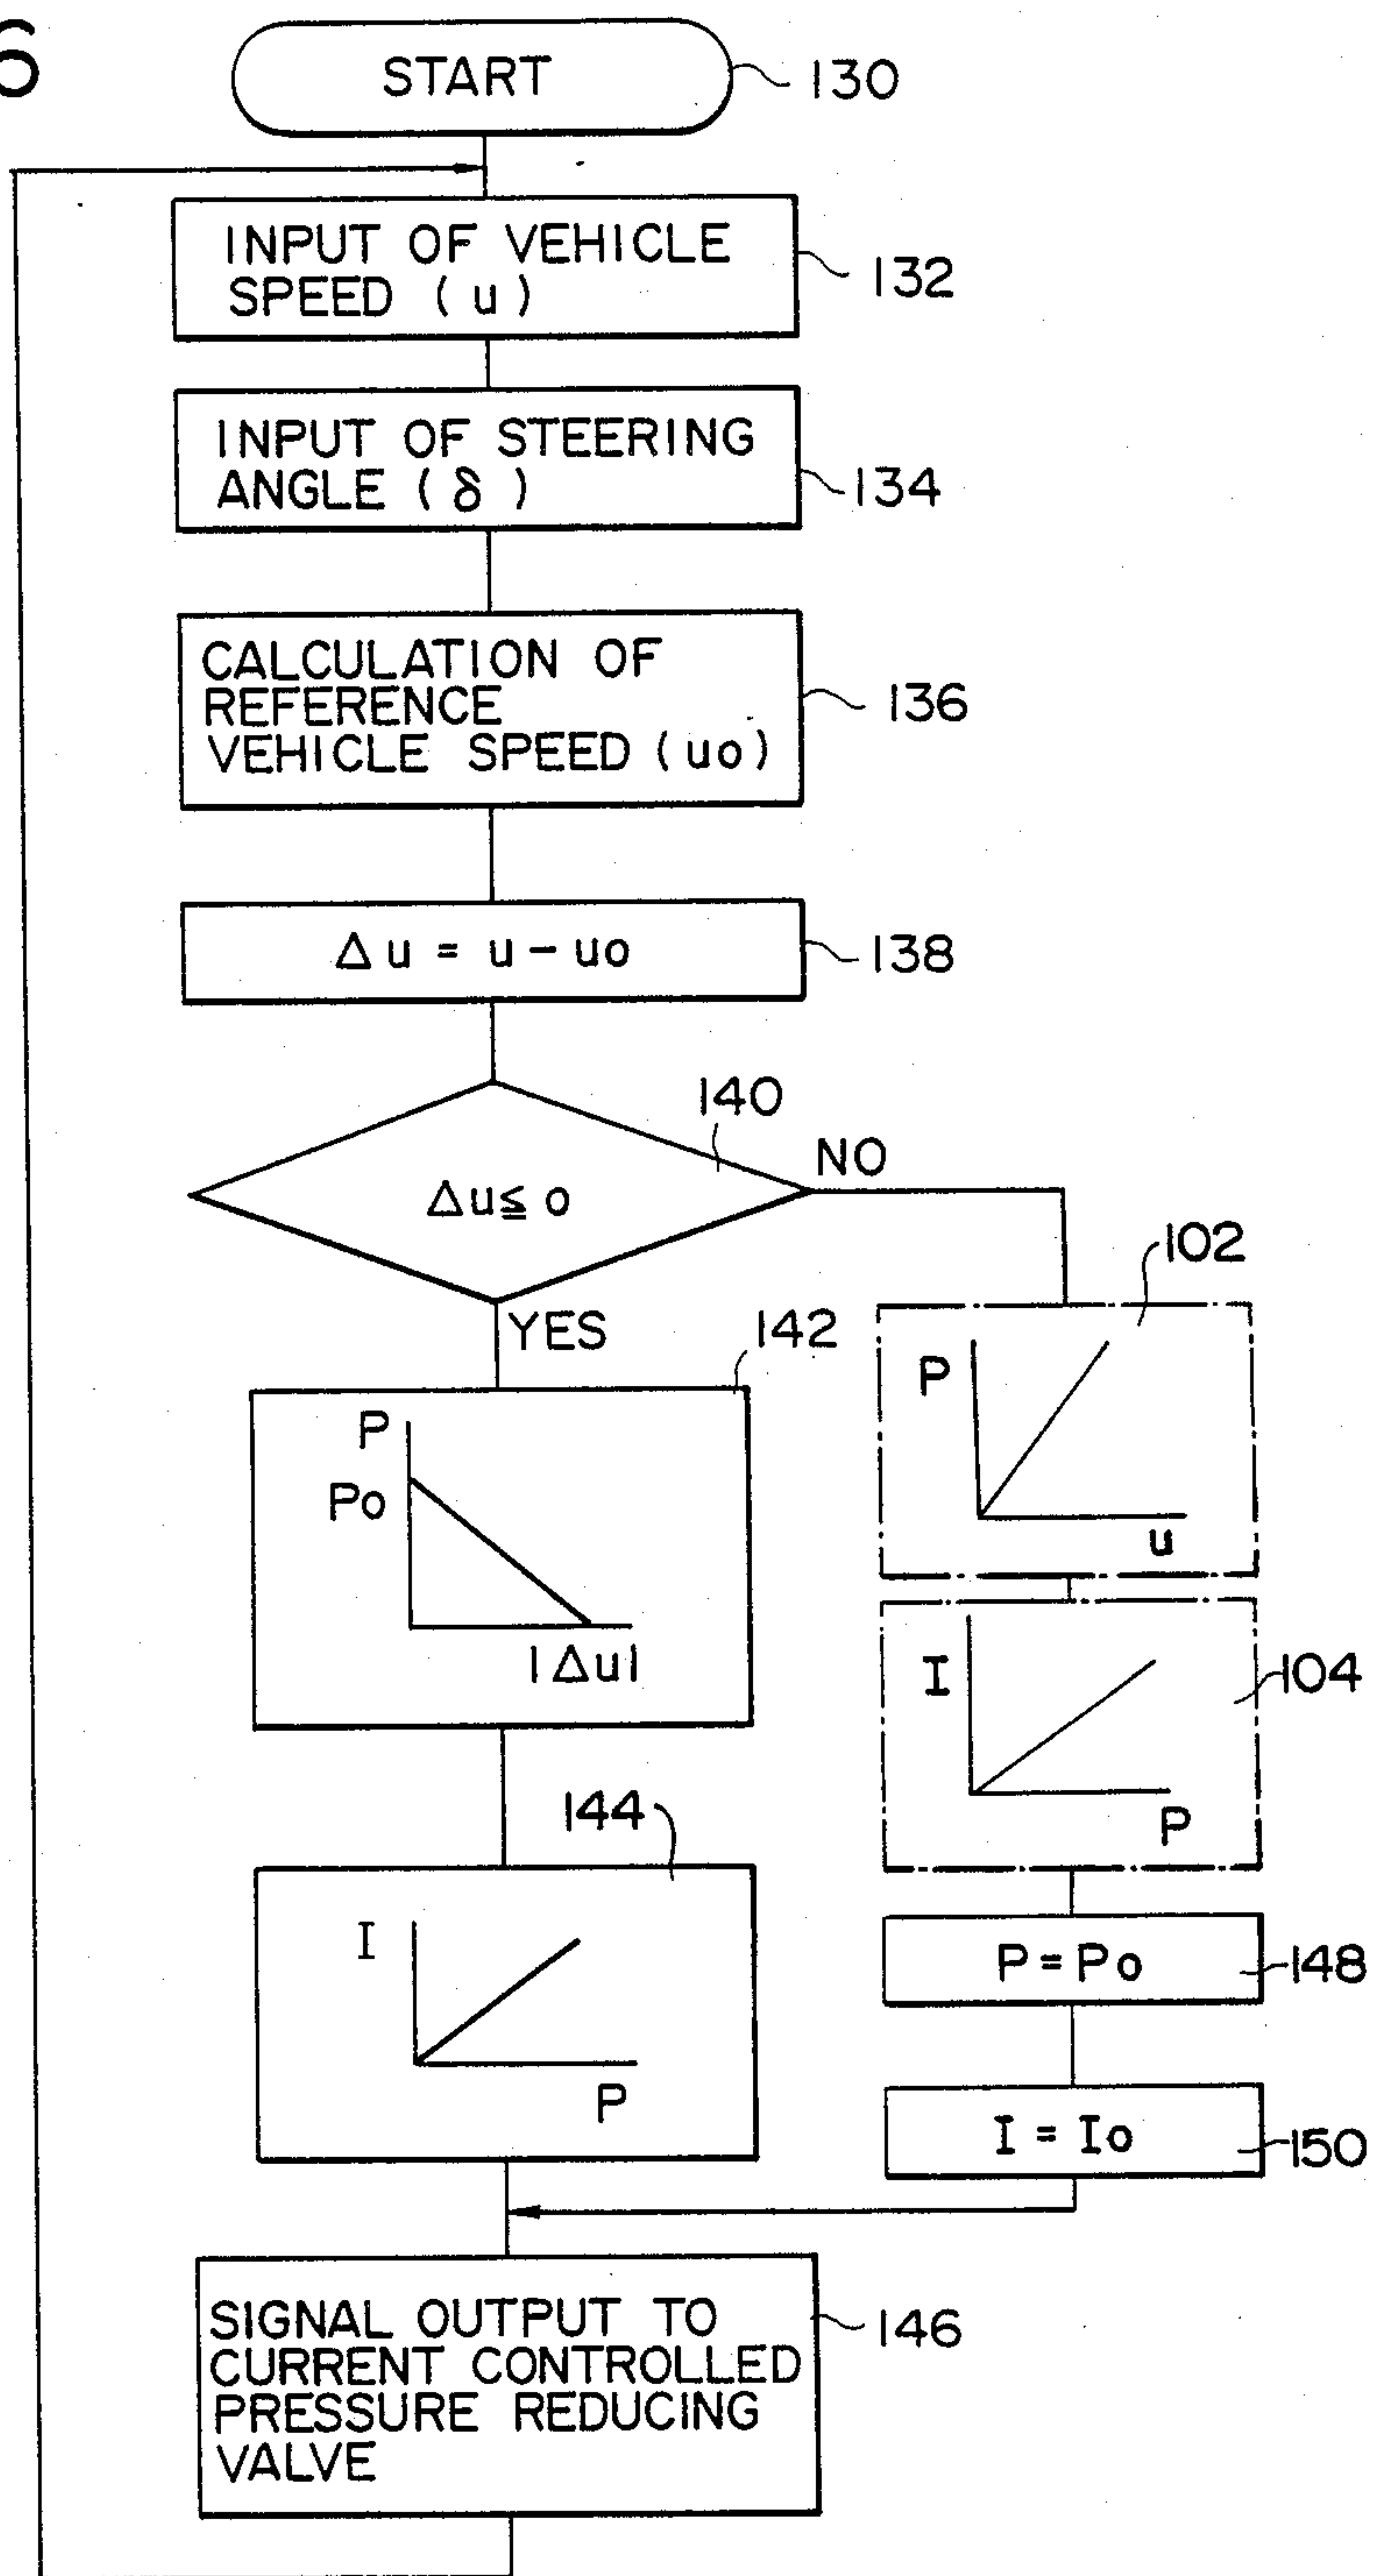 6
START
130
INPUT OF VEHICLE
SPEED (u)
132
INPUT OF STEERING
ANGLE (δ)
134
CALCULATION OF
REFERENCE
VEHICLE SPEED (uo)
136
Δu = u - uo
138
140
Δu ≦ o
NO
YES
102
P
u
142
P
Po
|Δu|
I
P
104
144
I
P
P = Po
148
I = Io
150
SIGNAL OUTPUT TO
CURRENT CONTROLLED
PRESSURE REDUCING
VALVE
146